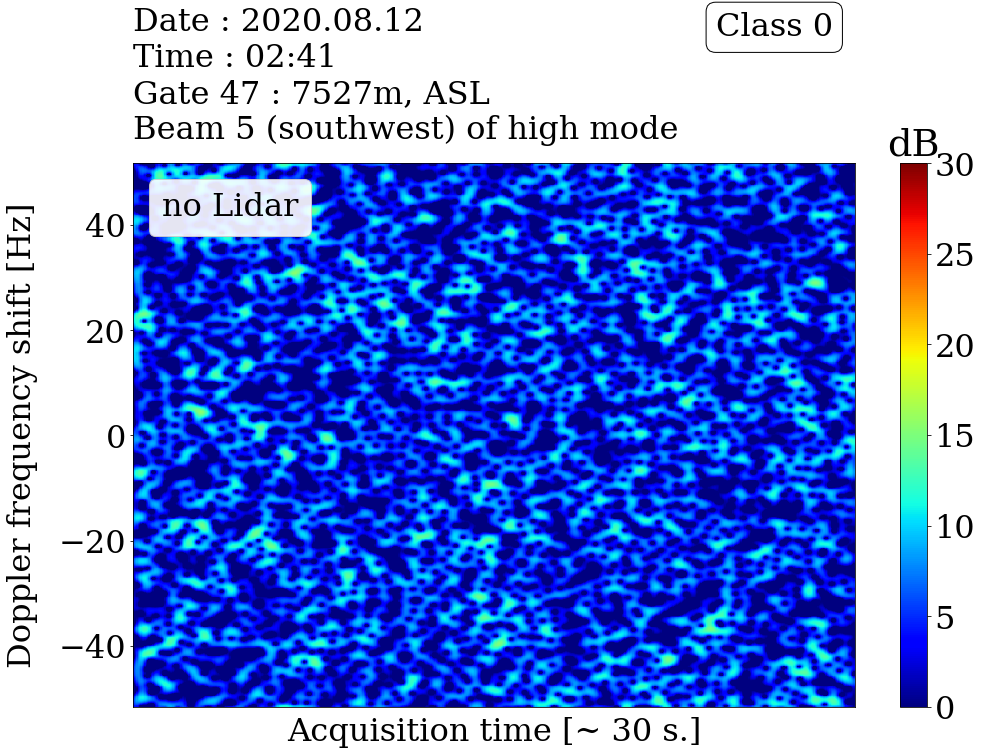 Date : 2020.08.12
Time : 02:41
Gate 47 : 7527m, ASL
Beam 5 (southwest) of high mode
Class 0
dB
no Lidar
Doppler frequency shift [Hz]
40
20
0
−20
−40
Acquisition time [~ 30 s.]
30
25
20
15
10
5
0